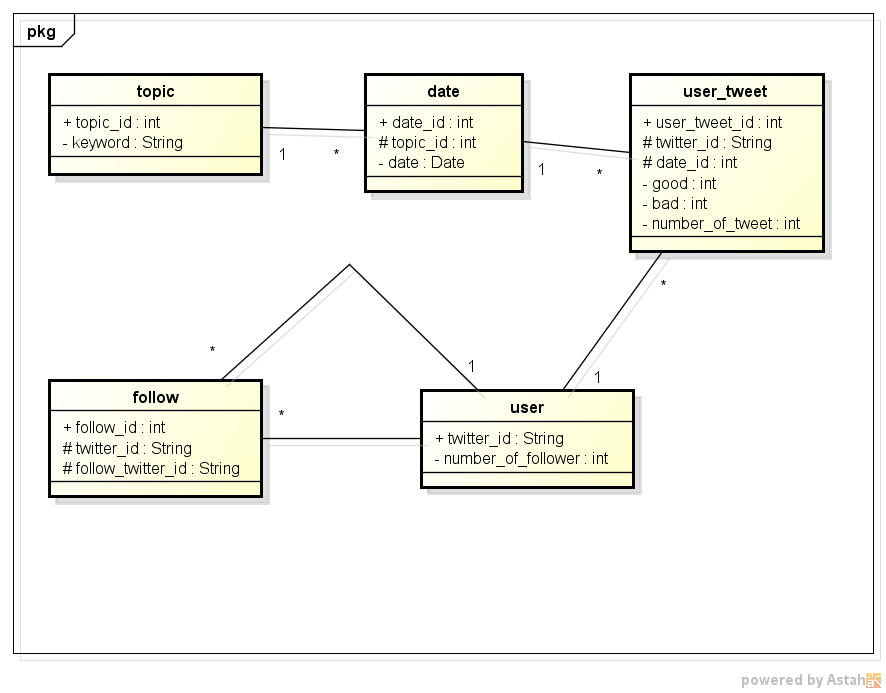 pkg
topic
+ topic_id : int
- keyword : String
date
+ date_id : int
# topic_id : int
- date : Date
user_tweet
+ user_tweet_id : int
# twitter_id : String
# date_id : int
- good : int
- bad : int
- number_of_tweet : int
1
*
1
*
*
1
*
1
*
follow
+ follow_id : int
# twitter_id : String
# follow_twitter_id : String
user
+ twitter_id : String
- number_of_follower : int
powered by Astah